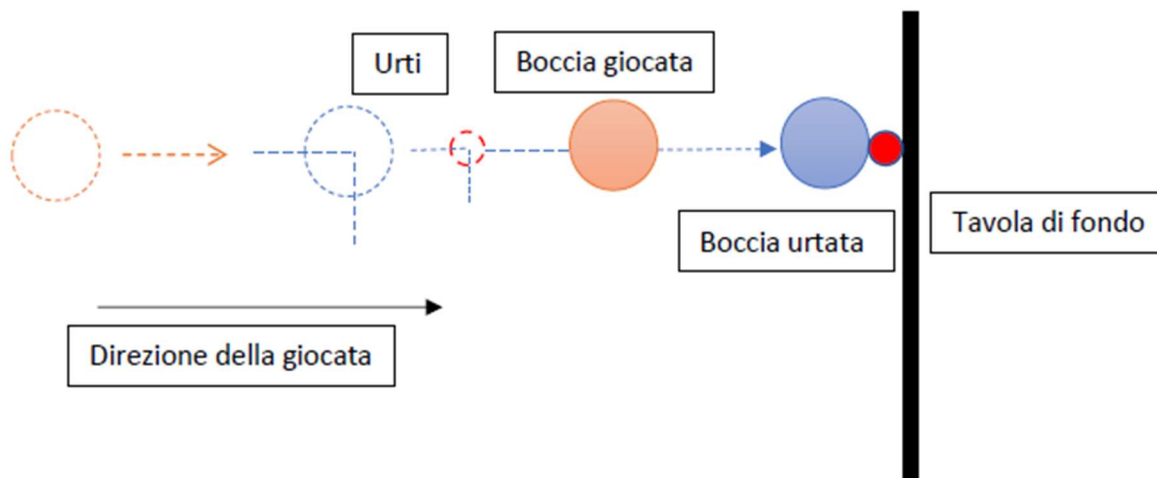 Urti
Boccia giocata
Tavola di fondo
Boccia urtata
Direzione della giocata